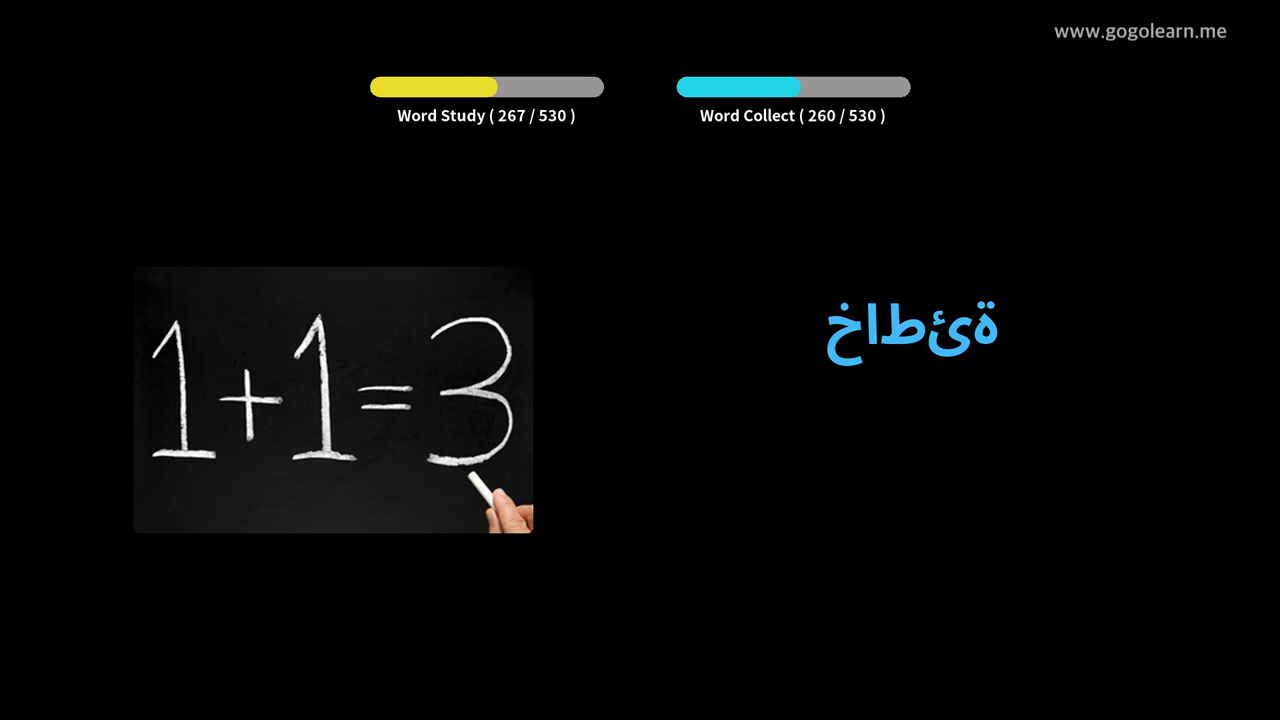 www.gogolearn.me
Word Study ( 267 / 530 )
Word Collect ( 260 / 530 )
1+1=3
خاطئة